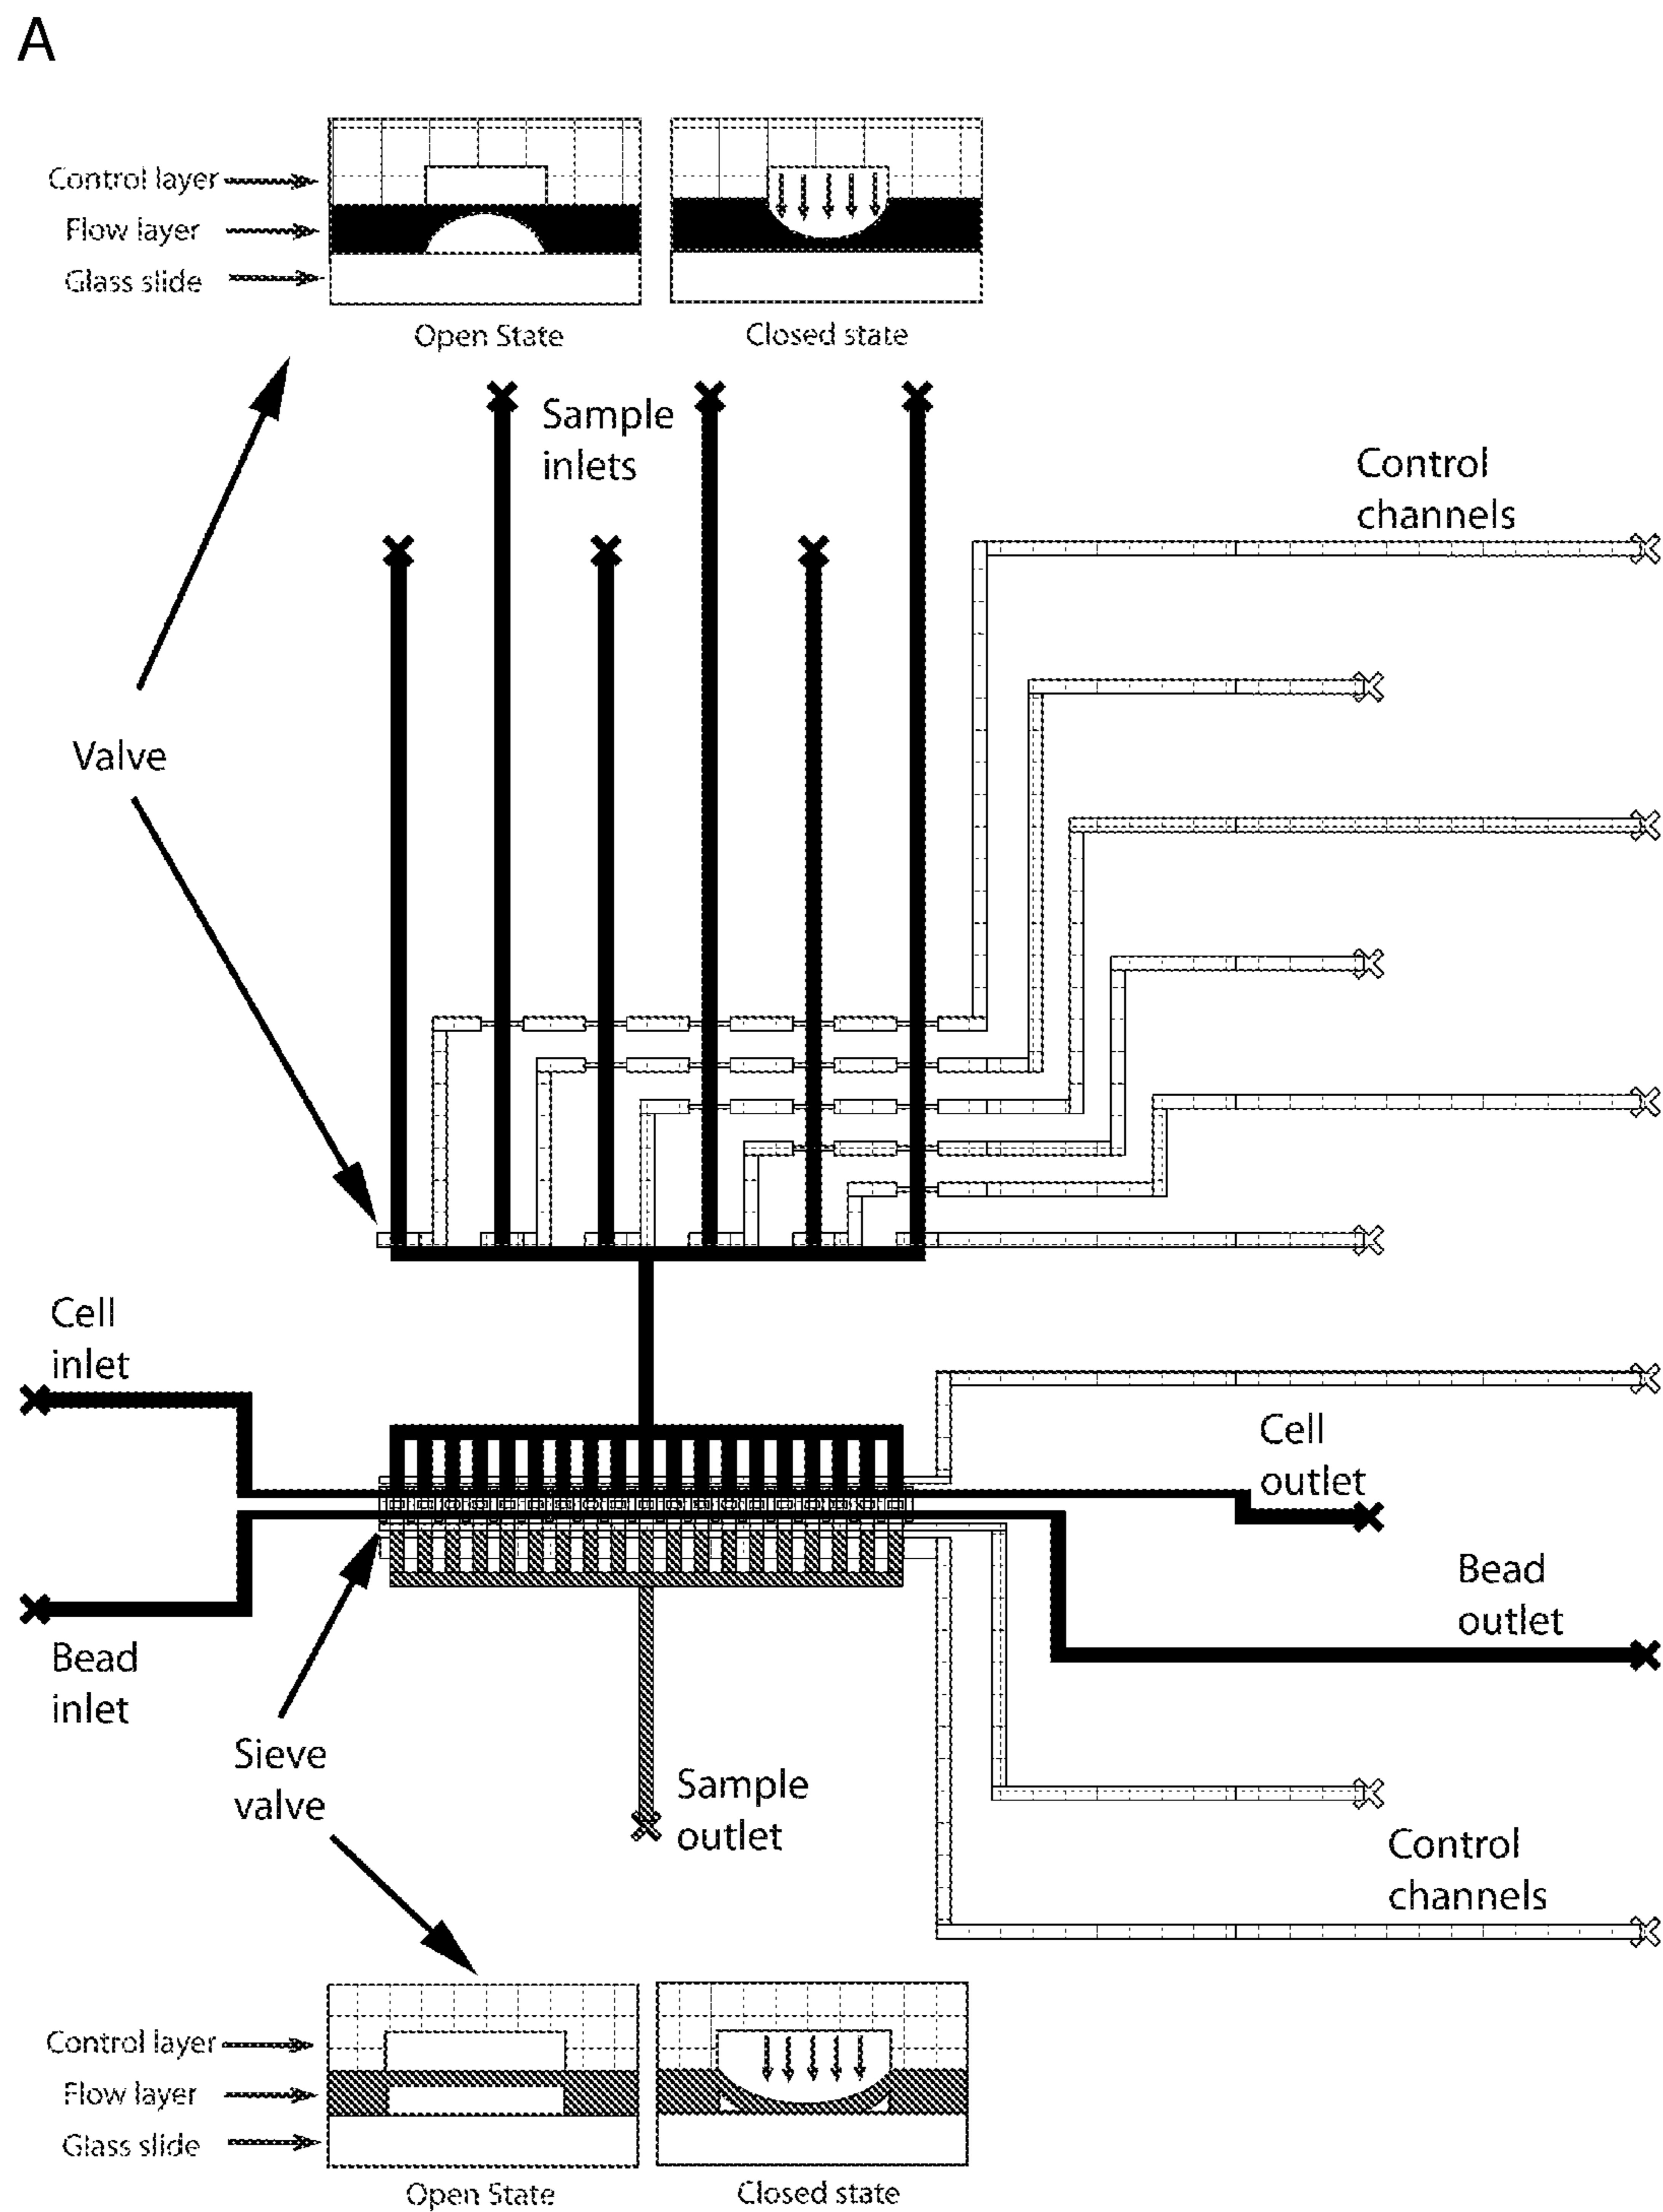 A
Control layer
Flow layer
Glass slide
Open State
Closed state
Sample
inlets
Control
channels
Valve
Cell
inlet
Cell
outlet
Bead
outlet
Bead
inlet
Sieve
valve
Sample
outlet
Control
channels
Control layer
Flow layer
Glass slide
Open State
Closed state